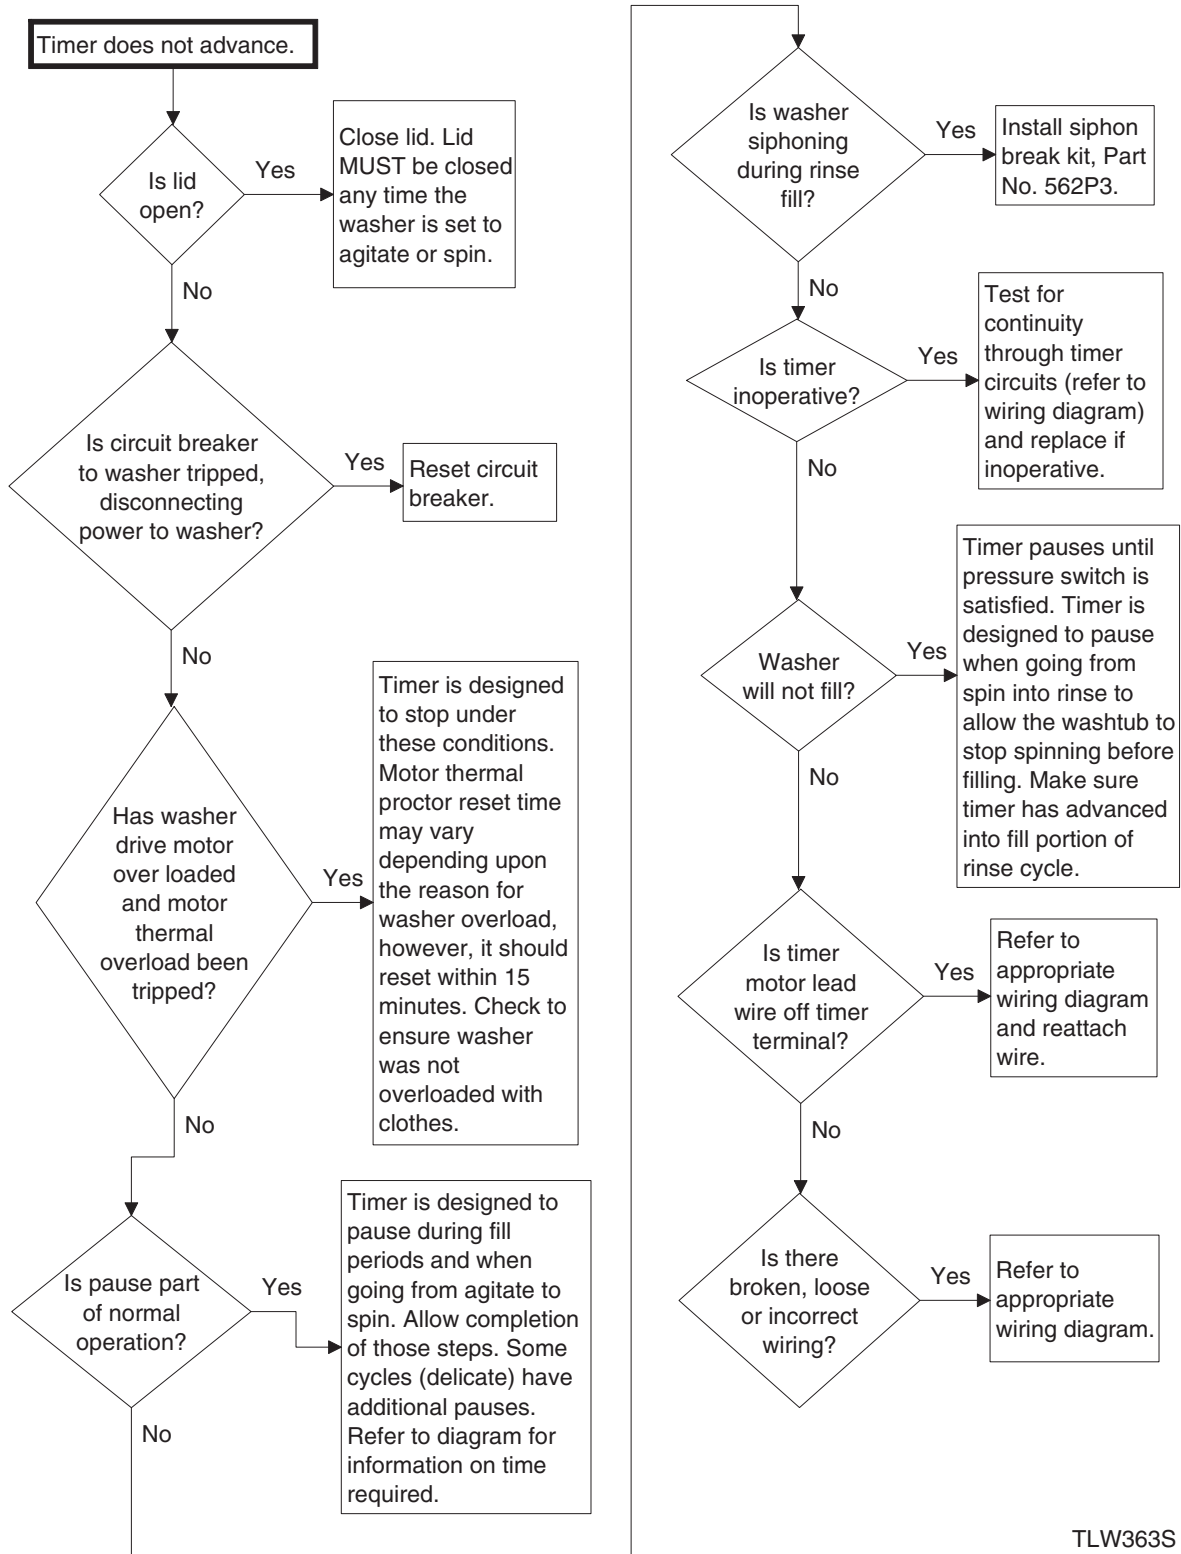 Timer does not advance.
Is lid
open?
Yes
Close lid. Lid
MUST be closed
any time the
washer is set to
agitate or spin.
No
Is circuit breaker
to washer tripped,
disconnecting
power to washer?
Yes
Reset circuit
breaker.
No
Has washer
drive motor
over loaded
and motor
thermal
overload been
tripped?
Yes
Timer is designed
to stop under
these conditions.
Motor thermal
proctor reset time
may vary
depending upon
the reason for
washer overload,
however, it should
reset within 15
minutes. Check to
ensure washer
was not
overloaded with
clothes.
No
Is pause part
of normal
operation?
Yes
Timer is designed to
pause during fill
periods and when
going from agitate to
spin. Allow completion
of those steps. Some
cycles (delicate) have
additional pauses.
Refer to diagram for
information on time
required.
No
Is washer
siphoning
during rinse
fill?
Yes
Install siphon
break kit, Part
No. 562P3.
No
Is timer
inoperative?
Yes
Test for
continuity
through timer
circuits (refer to
wiring diagram)
and replace if
inoperative.
No
Washer
will not fill?
Yes
Timer pauses until
pressure switch is
satisfied. Timer is
designed to pause
when going from
spin into rinse to
allow the washtub to
stop spinning before
filling. Make sure
timer has advanced
into fill portion of
rinse cycle.
No
Is timer
motor lead
wire off timer
terminal?
Yes
Refer to
appropriate
wiring diagram
and reattach
wire.
No
Is there
broken, loose
or incorrect
wiring?
Yes
Refer to
appropriate
wiring diagram.
TLW363S